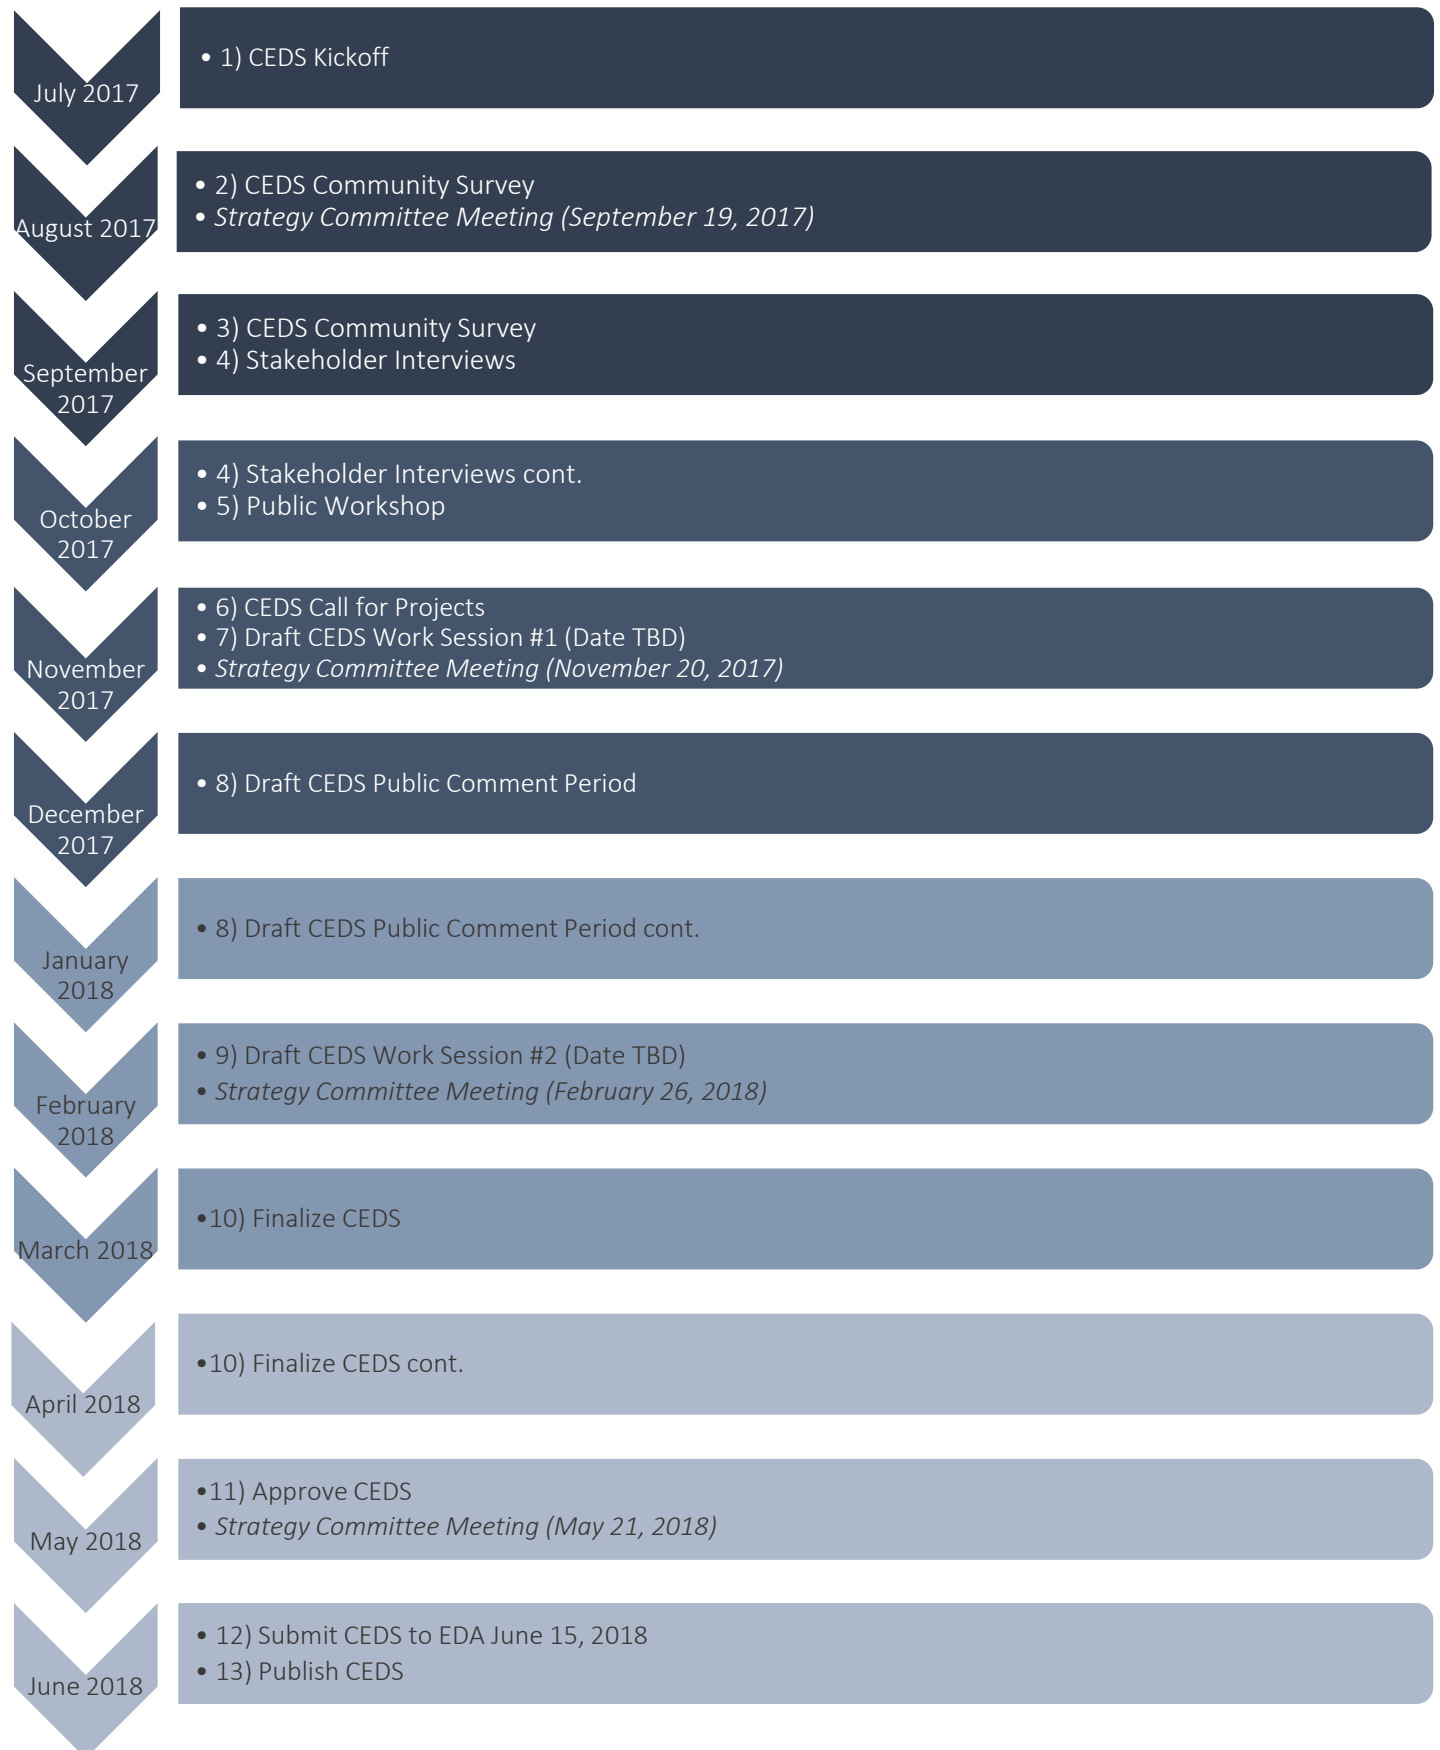 July 2017
• 1) CEDS Kickoff
August 2017
• 2) CEDS Community Survey
• Strategy Committee Meeting (September 19, 2017)
September
2017
• 3) CEDS Community Survey
• 4) Stakeholder Interviews
October
2017
• 4) Stakeholder Interviews cont.
• 5) Public Workshop
November
2017
• 6) CEDS Call for Projects
• 7) Draft CEDS Work Session #1 (Date TBD)
• Strategy Committee Meeting (November 20, 2017)
December
2017
• 8) Draft CEDS Public Comment Period
January
2018
• 8) Draft CEDS Public Comment Period cont.
February
2018
• 9) Draft CEDS Work Session #2 (Date TBD)
• Strategy Committee Meeting (February 26, 2018)
March 2018
•10) Finalize CEDS
April 2018
•10) Finalize CEDS cont.
May 2018
•11) Approve CEDS
• Strategy Committee Meeting (May 21, 2018)
June 2018
• 12) Submit CEDS to EDA June 15, 2018
• 13) Publish CEDS